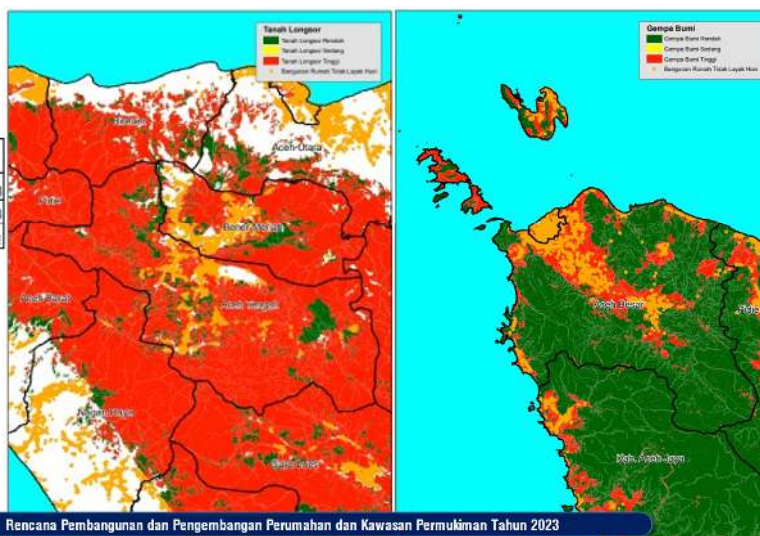 Tanah Longsor
Tanah Longsor Rendah
Tanah Longsor Sedang
Tanah Longsor Tinggi
Bangunan Rumah Tidak Layak Huni
Bireuen
Aceh Utara
Pidie
Bener Meriah
Aceh Barat
Aceh Tengah
Nagan Raya
Gayo Lues
Gempa Bumi
Gempa Bumi Rendah
Gempa Bumi Sedang
Gempa Bumi Tinggi
Bangunan Rumah Tidak Layak Huni
Aceh Besar
Pidie
Kab. Aceh Jaya
Rencana Pembangunan dan Pengembangan Perumahan dan Kawasan Permukiman Tahun 2023